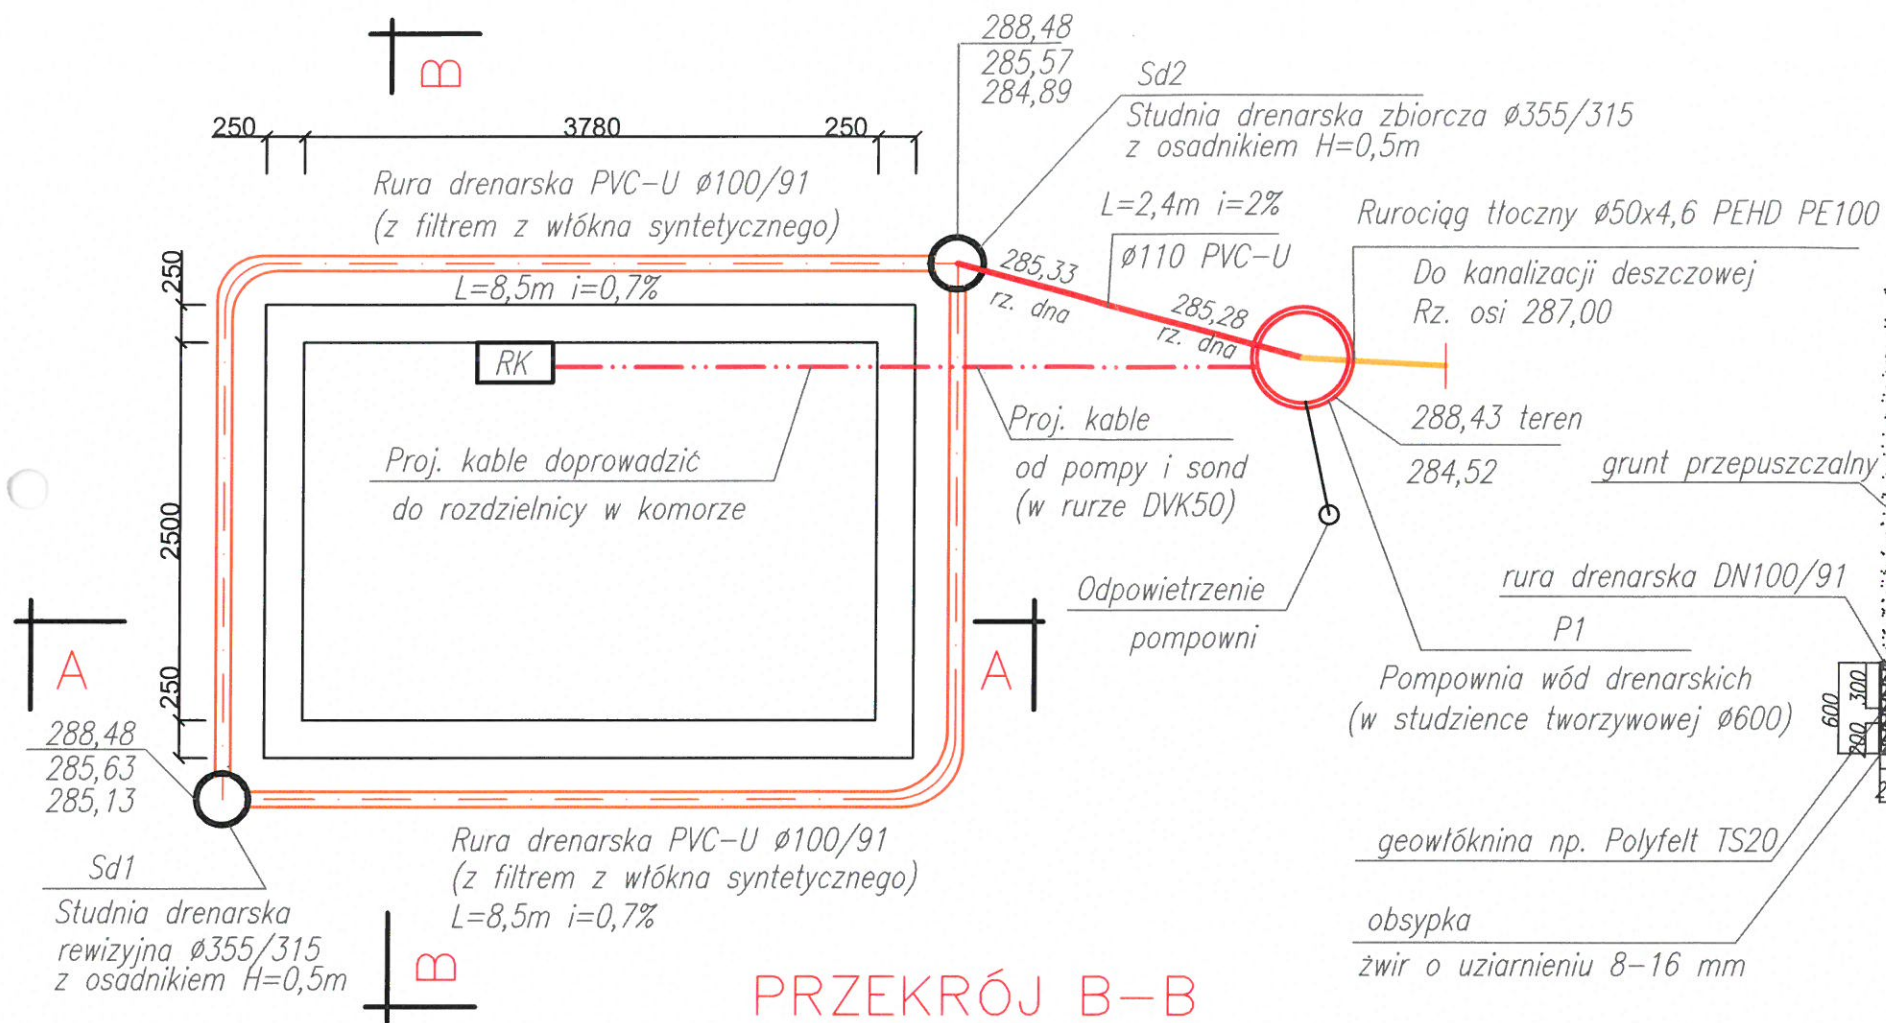 B
288,48
285,57
284,89
Sd2
Studnia drenarska zbiorcza ø355/315
z osadnikiem H=0,5m
250
3780
250
Rura drenarska PVC-U ø100/91
(z filtrem z włókna syntetycznego)
L=8,5m i=0,7%
L=2,4m i=2%
ø110 PVC-U
285,33
rz. dna
285,28
rz. dna
Rurociąg tłoczny ø50x4,6 PEHD PE100
Do kanalizacji deszczowej
Rz. osi 287,00
250
2500
250
RK
Proj. kable doprowadzić
do rozdzielnicy w komorze
Proj. kable
od pompy i sond
(w rurze DVK50)
288,43 teren
284,52
grunt przepuszczalny
Odpowietrzenie
pompowni
rura drenarska DN100/91
P1
Pompownia wód drenarskich
(w studzience tworzywowej ø600)
A
A
600
300
200
288,48
285,63
285,13
Sd1
Studnia drenarska
rewizyjna ø355/315
z osadnikiem H=0,5m
Rura drenarska PVC-U ø100/91
(z filtrem z włókna syntetycznego)
L=8,5m i=0,7%
geowłóknina np. Polyfelt TS20
obsypka
żwir o uziarnieniu 8-16 mm
B
PRZEKRÓJ B-B